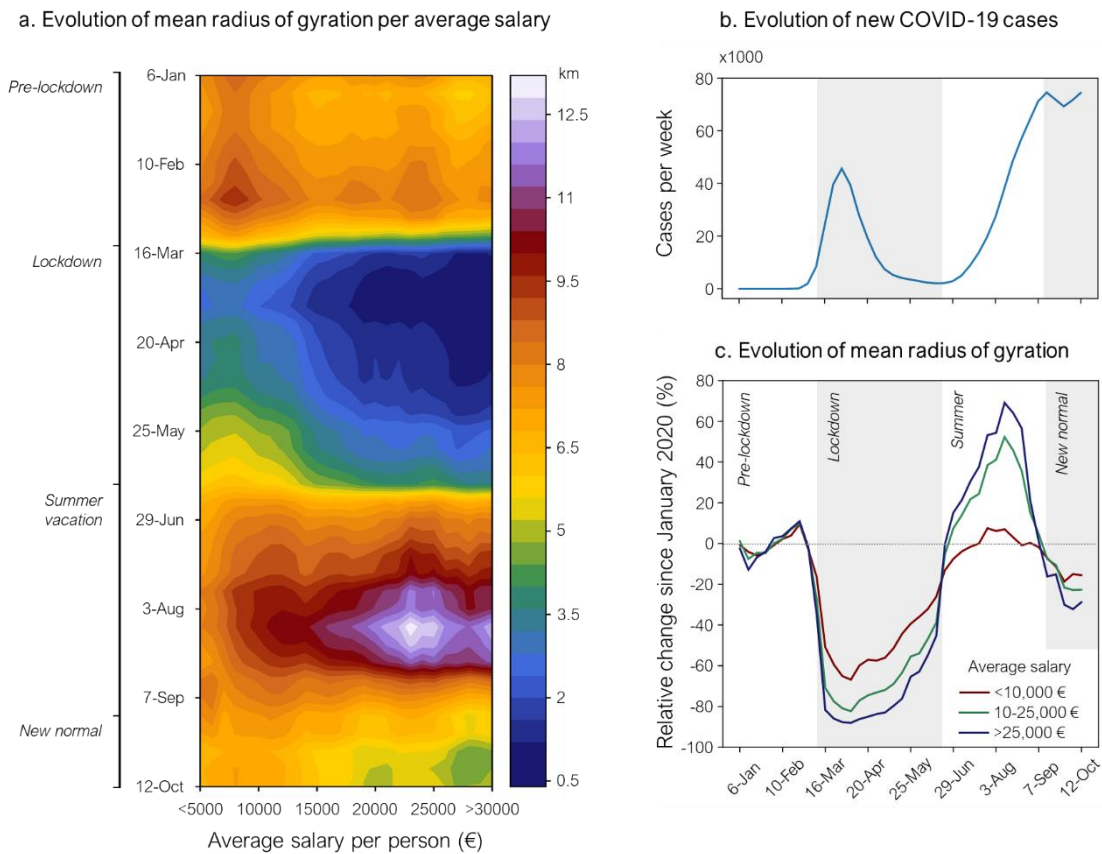 a. Evolution of mean radius of gyration per average salary
Pre-lockdown
Lockdown
Summer
vacation
New normal
6-Jan
10-Feb
16-Mar
20-Apr
25-May
29-Jun
3-Aug
7-Sep
12-Oct
<5000
10000
15000
20000
25000
>30000
Average salary per person (€)
km
12.5
11
9.5
8
6.5
5
3.5
2
0.5
b. Evolution of new COVID-19 cases
x1000
Cases per week
80
60
40
20
0
c. Evolution of mean radius of gyration
Relative change since January 2020 (%)
80
60
40
20
0
-20
-40
-60
-80
-100
Pre-lockdown
Lockdown
Summer
New normal
Average salary
<10,000 €
10-25,000 €
>25,000 €
6-Jan
10-Feb
16-Mar
20-Apr
25-May
29-Jun
3-Aug
7-Sep
12-Oct